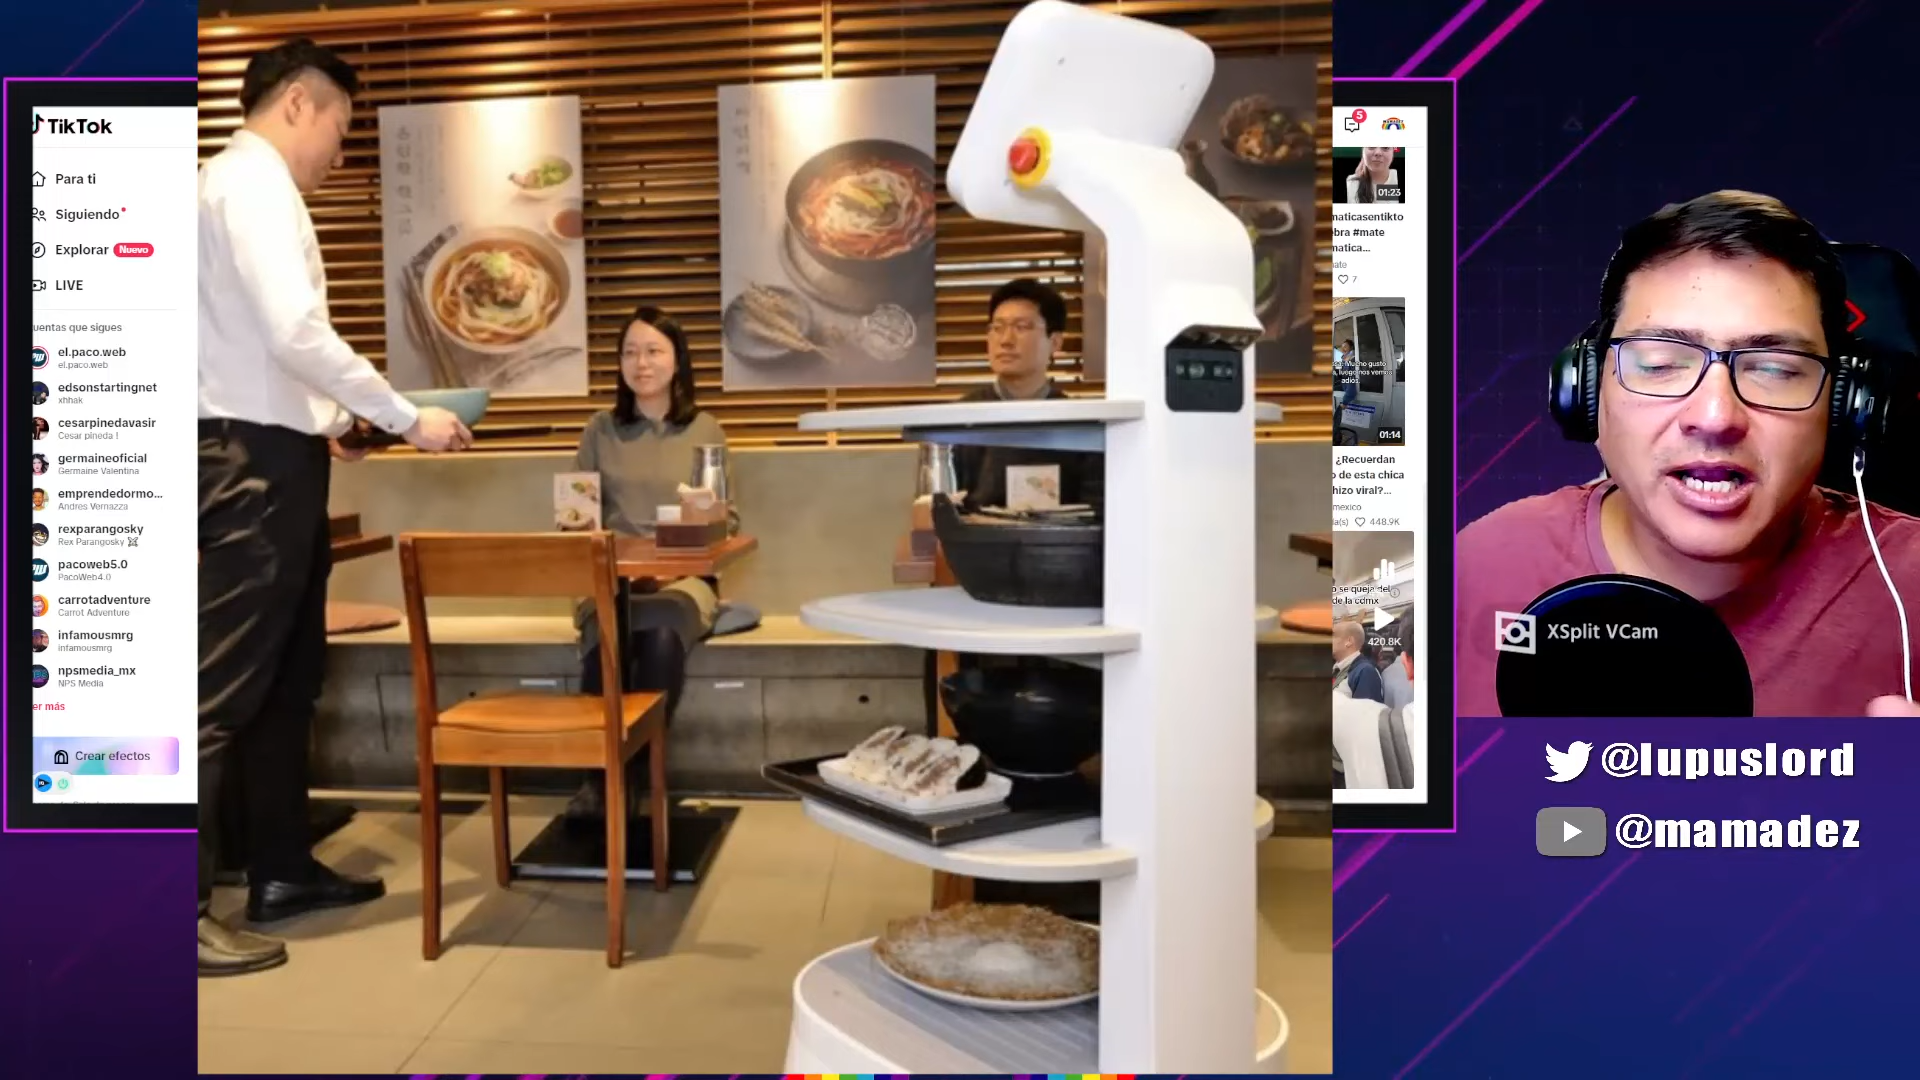 TikTok
Para ti
Siguiendo
Explorar Nuevo
LIVE
uentas que sigues
el.paco.web
el.paco.web
edsonstartingnet
xhhak
cesarpinedavasir
Cesar pineda !
germaineoficial
Germaine Valentina
emprendedormo...
Andres Vernazza
rexparangosky
Rex Parangosky
pacoweb5.0
PacoWeb4.0
carrotadventure
Carrot Adventure
infamousmrg
infamousmrg
npsmedia_mx
NPS Media
er más
Crear efectos
5
01:23
maticasentikto
ebra #mate
matica...
7
01:14
¿Recuerdan
o de esta chica
hizo viral?...
mexico
448.9K
o se queja del
de la cdmx
420.8K
XSplit VCam
@lupuslord
@mamadez